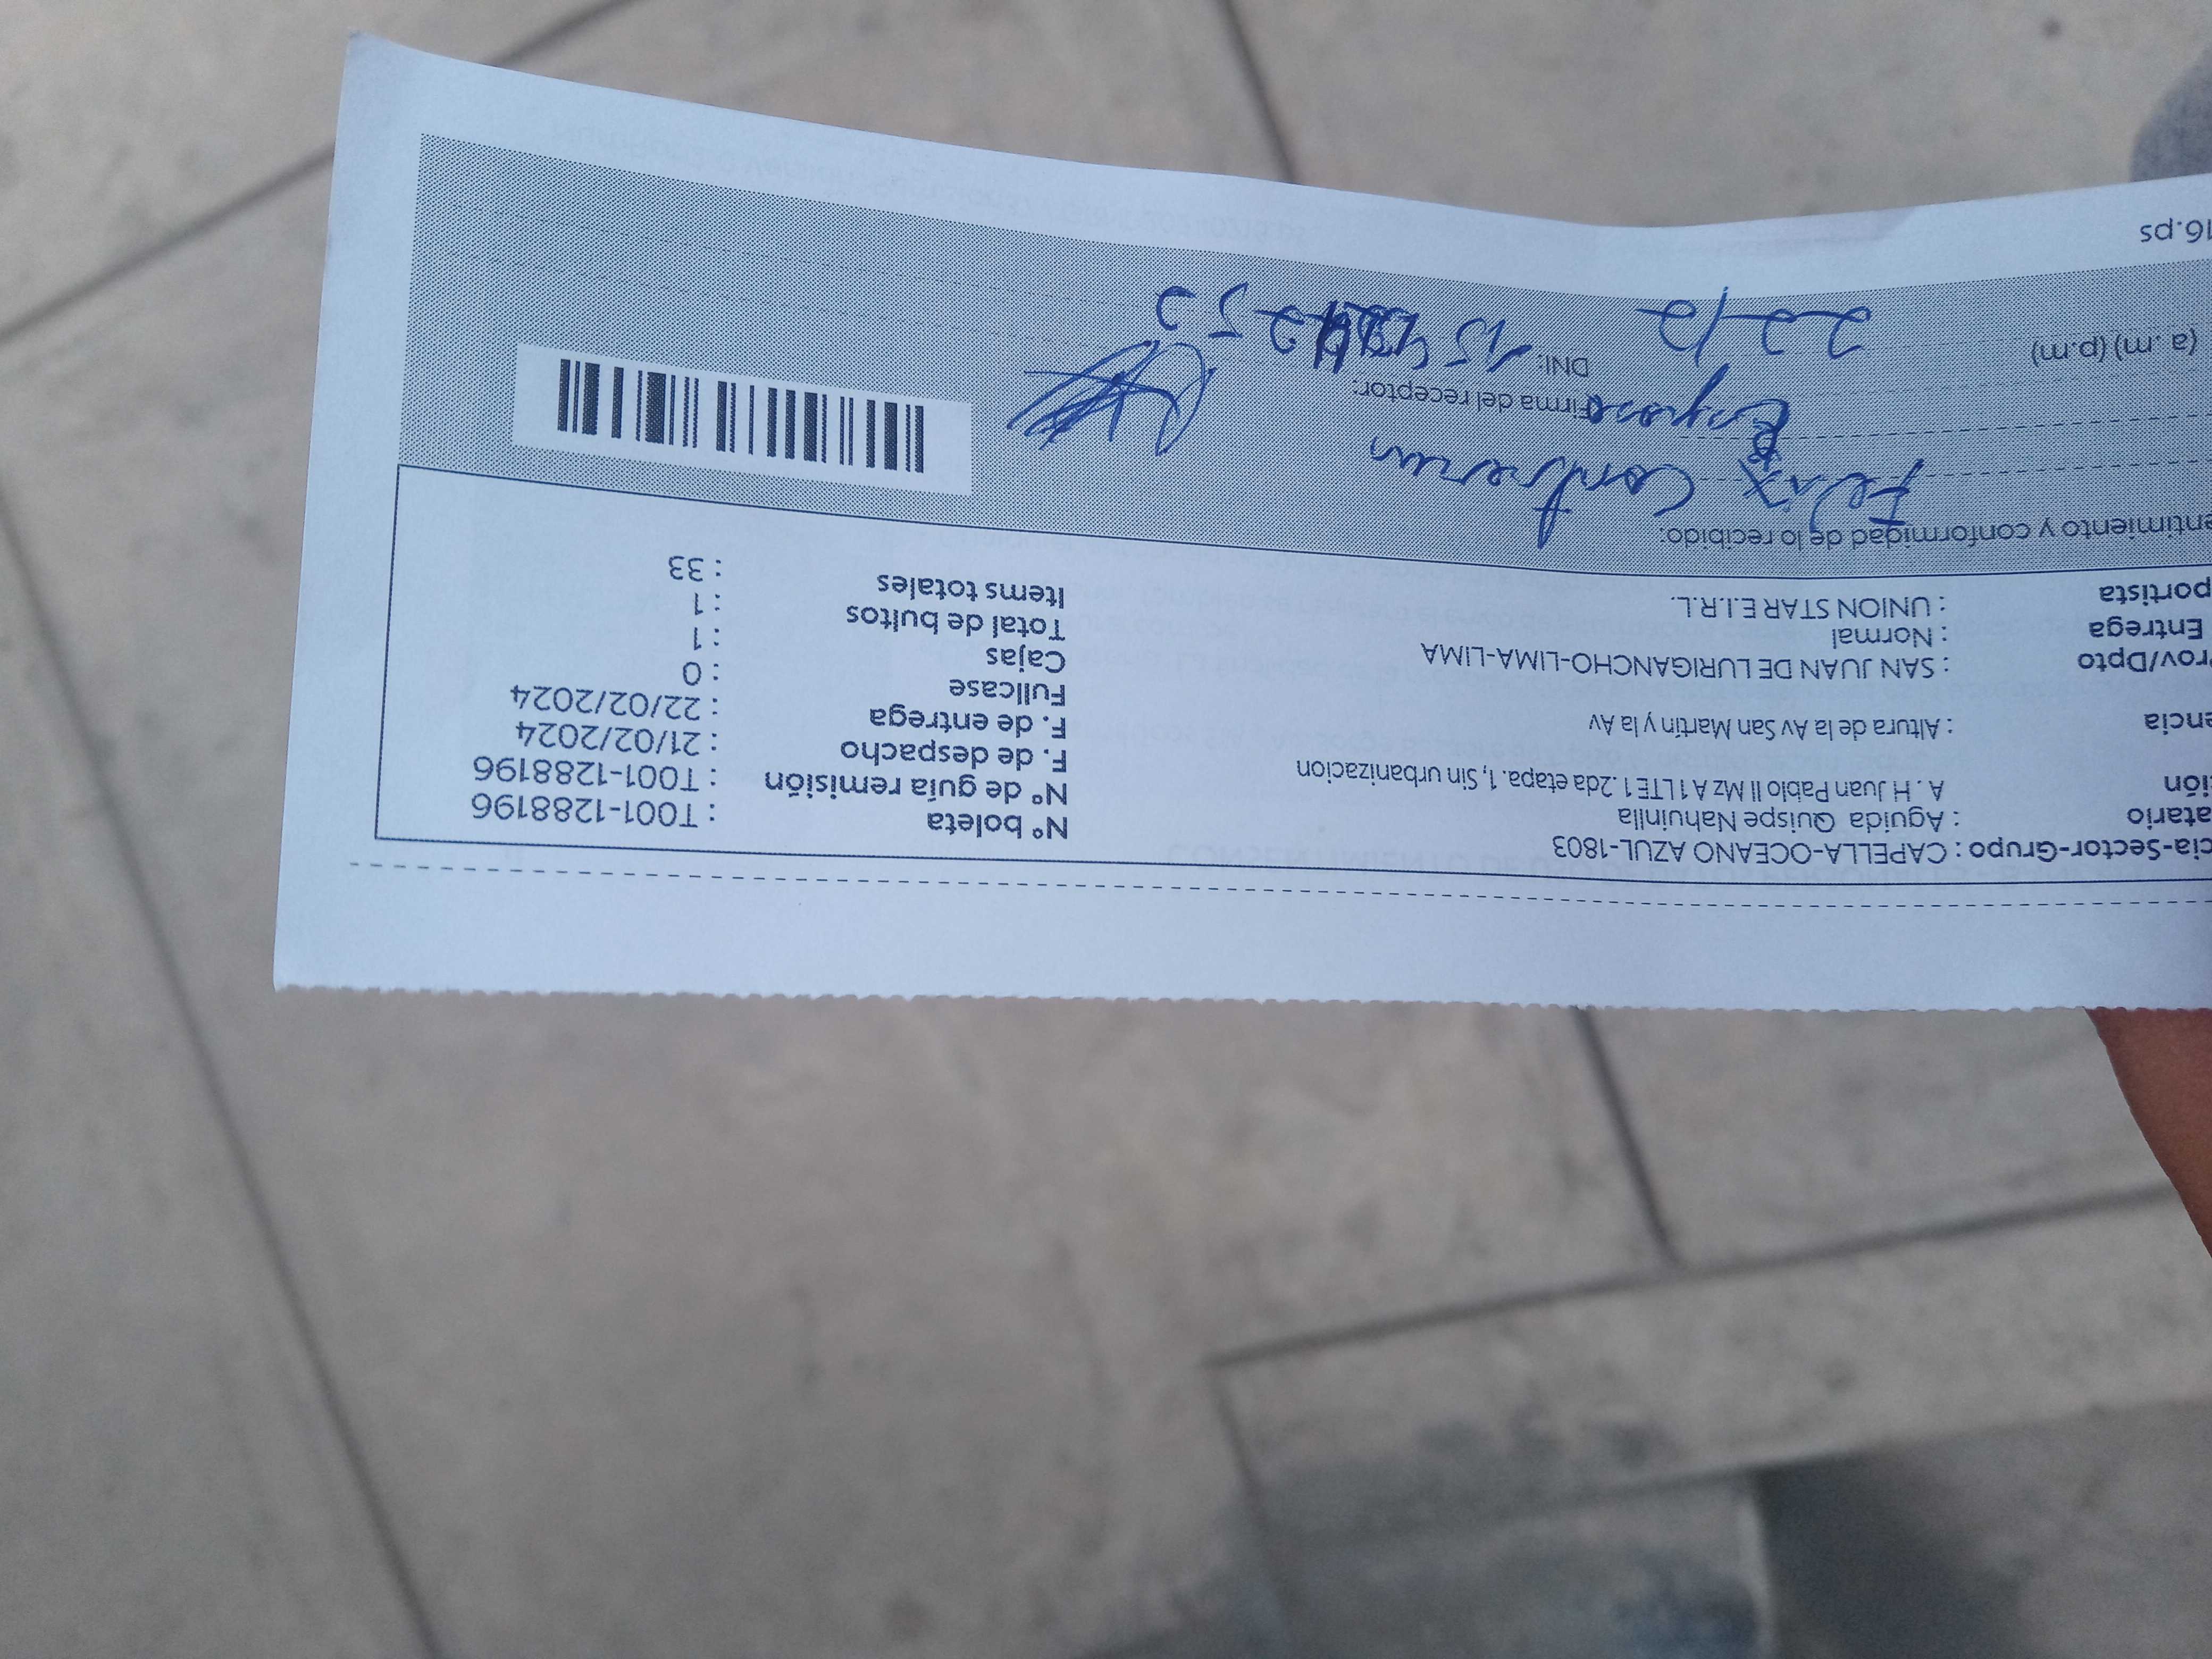 cia-Sector-Grupo : CAPELLA-OCEANO AZUL-1803
atario : Aguida Quispe Nahuinlla
ión A . H Juan Pablo II Mz A 1 LTE 1 .2da etapa. 1, Sin urbanizacion
encia : Altura de la Av San Martín y la Av
rov/Dpto : SAN JUAN DE LURIGANCHO-LIMA-LIMA
Entrega : Normal
portista : UNION STAR E.I.R.L.
N° boleta : T001-1288196
N° de guía remisión : T001-1288196
F. de despacho : 21/02/2024
F. de entrega : 22/02/2024
Fullcase : 0
Cajas : 1
Total de bultos : 1
Items totales : 33
entimiento y conformidad de lo recibido:
Felix Contreras
Esposo
Firma del receptor:
(a .m) (p.m)
DNI:
16.ps